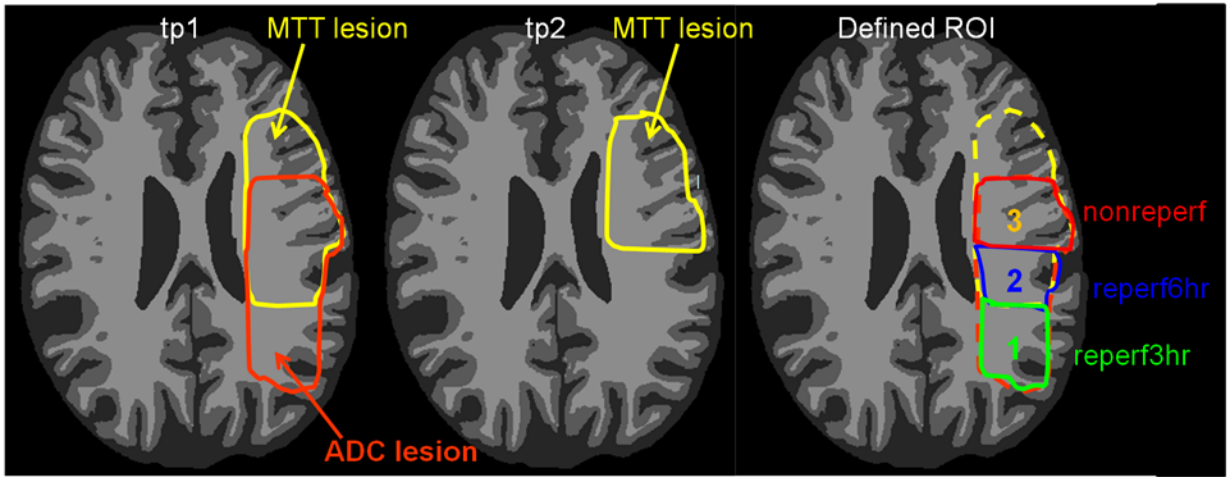 tp1
MTT lesion
tp2
MTT lesion
Defined ROI
3
nonreperf
2
reperf6hr
1
reperf3hr
ADC lesion